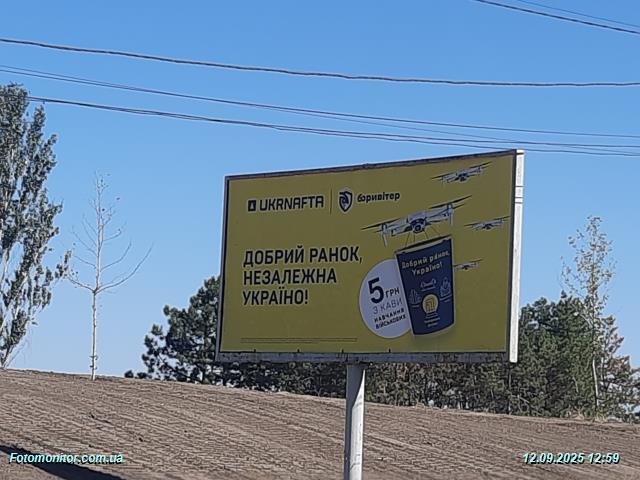 UKRNAFTA
боривітер
ДОБРИЙ РАНОК,
НЕЗАЛЕЖНА
УКРАЇНО!
5 ГРН
З КАВИ
НАВЧАННЯ
ВІЙСЬКОВИХ
Добрий ранок,
Україно!
Fotomonitor.com.ua
12.09.2025 12:59